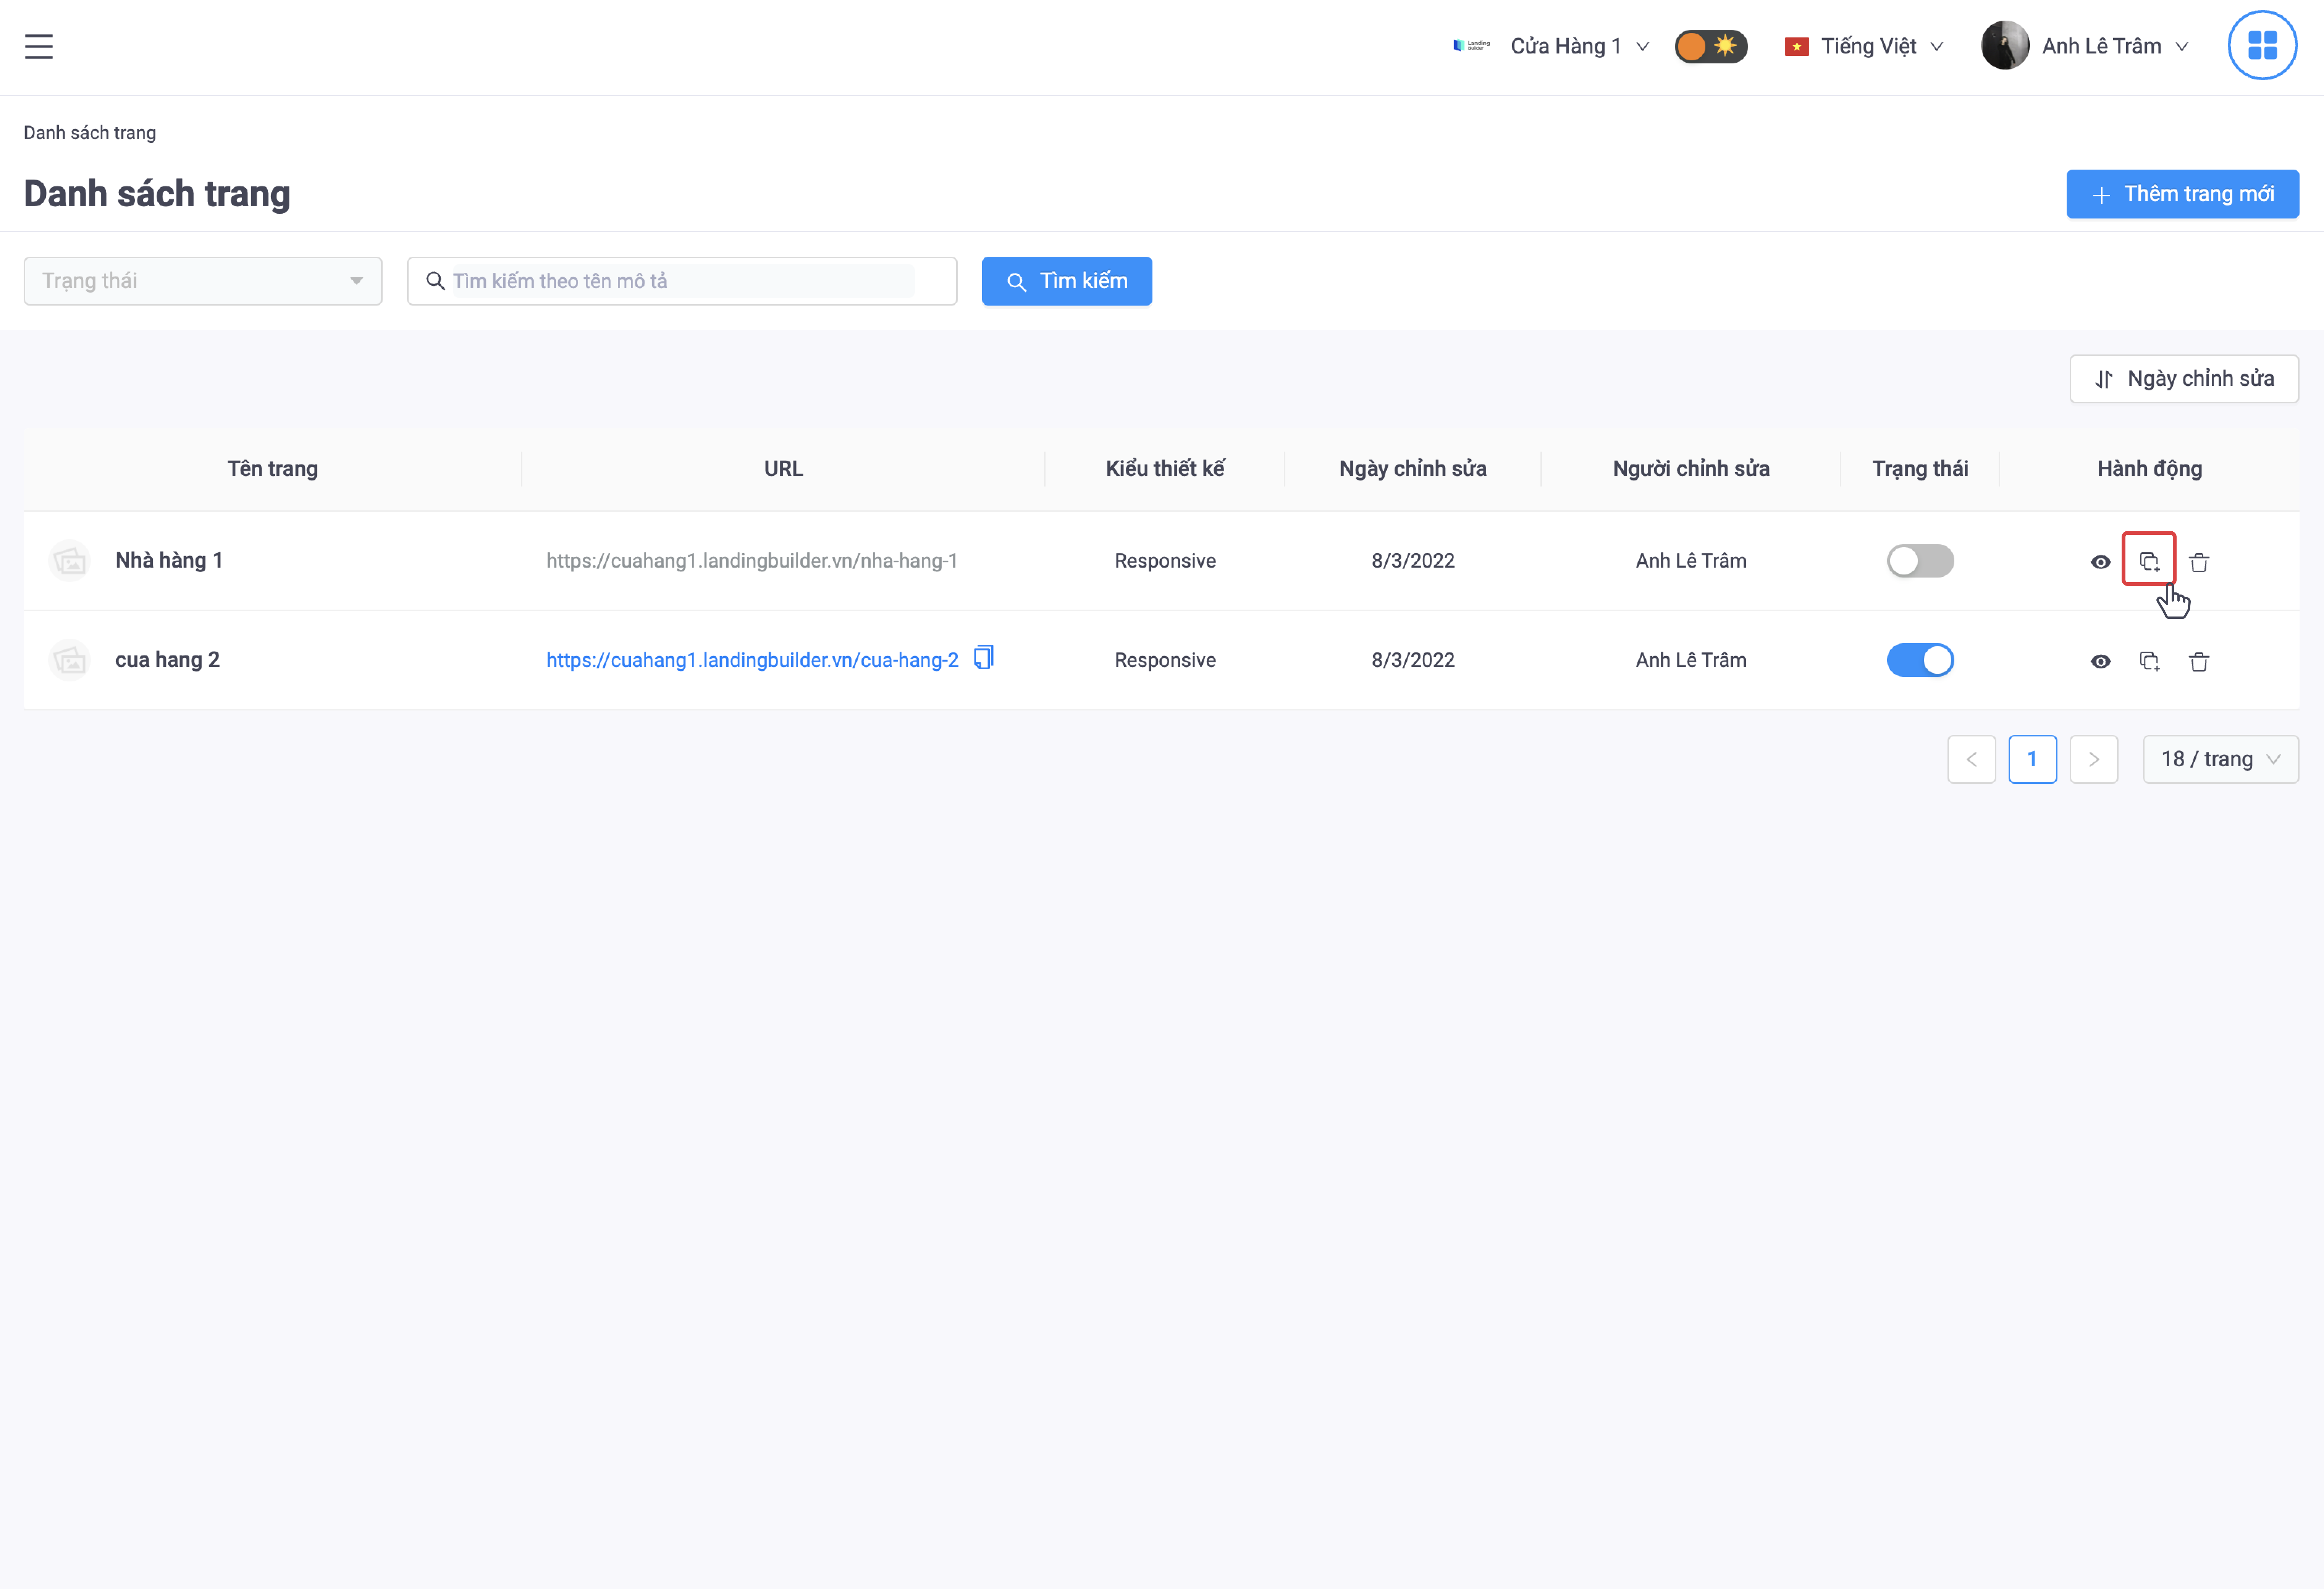 Landing Builder
Cửa Hàng 1
Tiếng Việt
Anh Lê Trâm
Danh sách trang
Danh sách trang
Thêm trang mới
Trạng thái
Tìm kiếm theo tên mô tả
Tìm kiếm
Ngày chỉnh sửa
Tên trang URL Kiểu thiết kế Ngày chỉnh sửa Người chỉnh sửa Trạng thái Hành động
Nhà hàng 1 https://cuahang1.landingbuilder.vn/nha-hang-1 Responsive 8/3/2022 Anh Lê Trâm
cua hang 2 https://cuahang1.landingbuilder.vn/cua-hang-2 Responsive 8/3/2022 Anh Lê Trâm
1
18 / trang